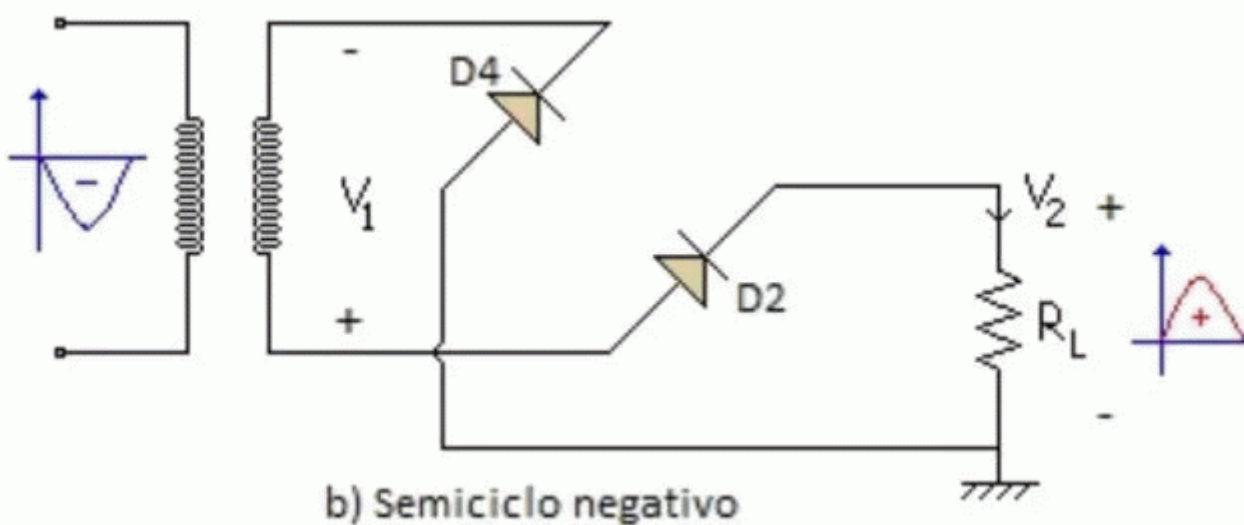 -
D4
-
V1
V2 +
+
D2
RL
+
-
b) Semiciclo negativo